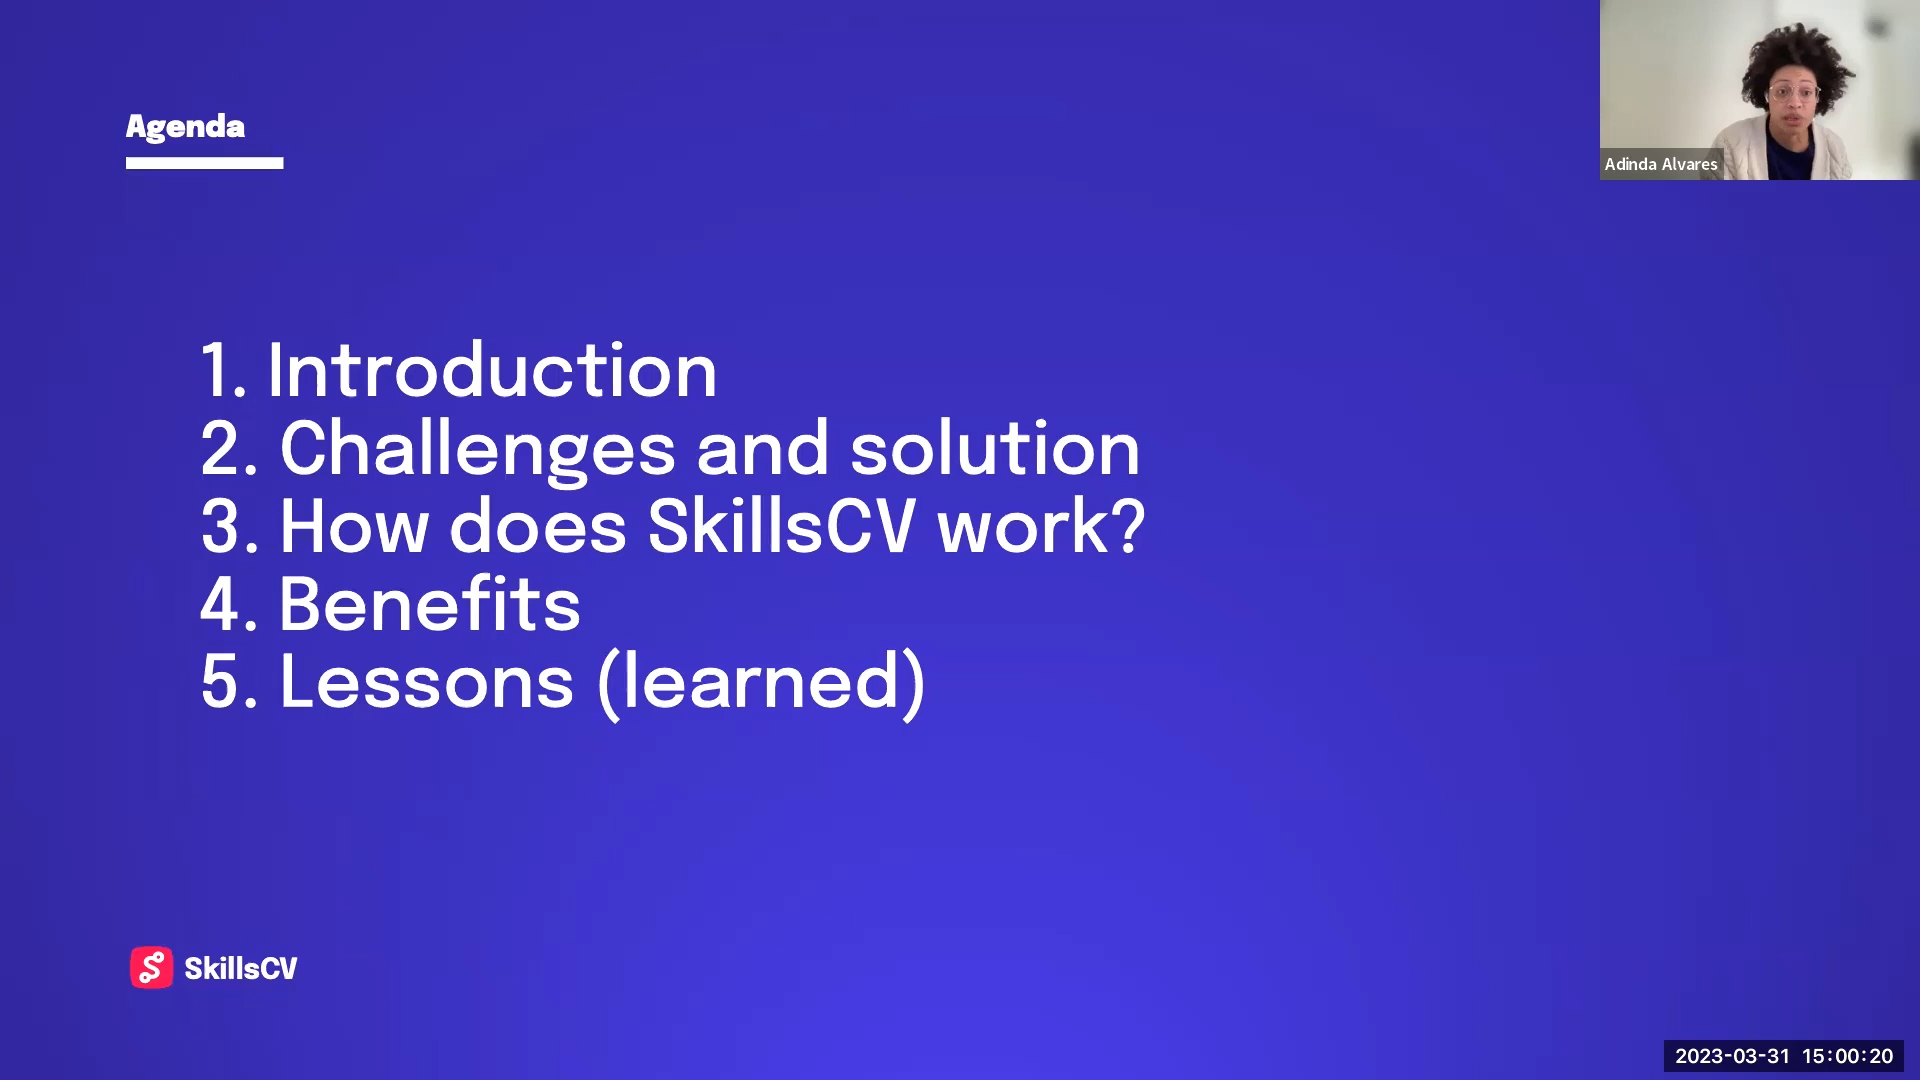 Agenda
Adinda Alvares
1. Introduction
2. Challenges and solution
3. How does SkillsCV work?
4. Benefits
5. Lessons (learned)
SkillsCV
2023-03-31 15:00:20